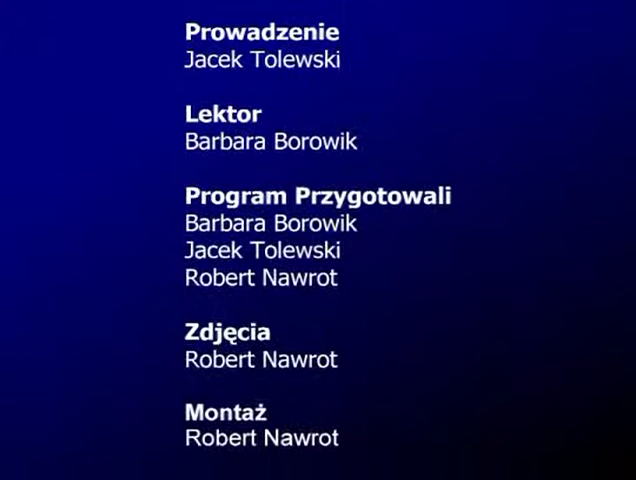 Prowadzenie
Jacek Tolewski
Lektor
Barbara Borowik
Program Przygotowali
Barbara Borowik
Jacek Tolewski
Robert Nawrot
Zdjęcia
Robert Nawrot
Montaż
Robert Nawrot